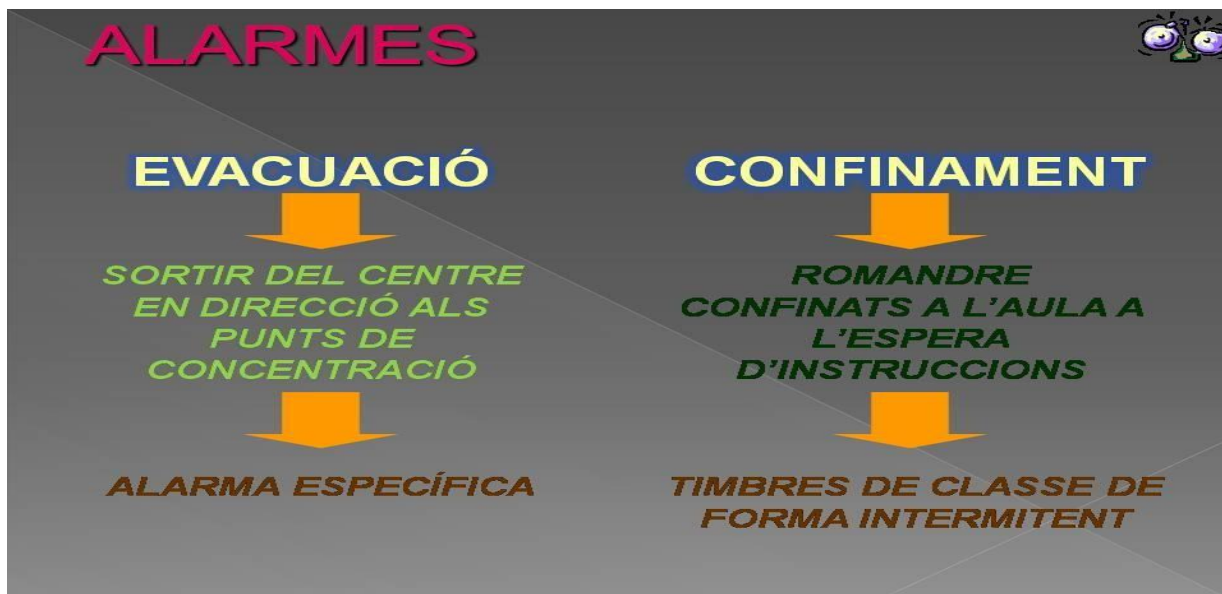 ALARMES
EVACUACIÓ
SORTIR DEL CENTRE
EN DIRECCIÓ ALS
PUNTS DE
CONCENTRACIÓ
ALARMA ESPECÍFICA
CONFINAMENT
ROMANDRE
CONFINATS A L'AULA A
L'ESPERA
D'INSTRUCCIONS
TIMBRES DE CLASSE DE
FORMA INTERMITENT